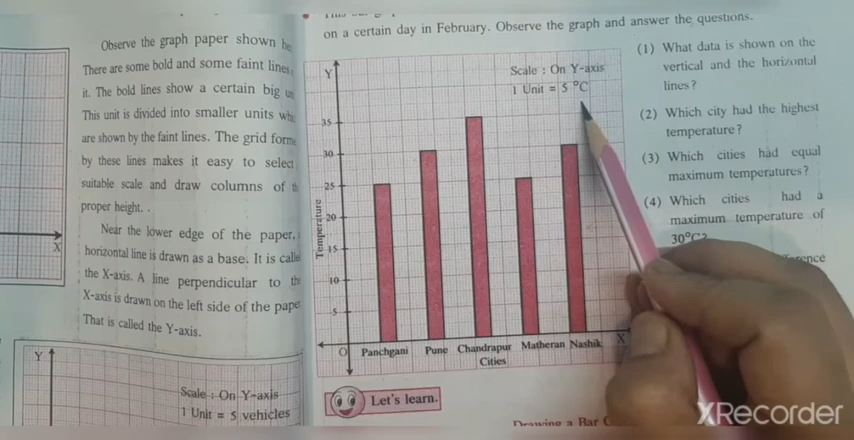 Observe the graph paper shown
There are some bold and some faint lines
it. The bold lines show a certain big
This unit is divided into smaller units
are shown by the faint lines. The grid
by these lines makes it easy to select
suitable scale and draw columns of
proper height.
Near the lower edge of the paper,
horizontal line is drawn as a base. It is
the X-axis. A line perpendicular to
X-axis is drawn on the left side of the
That is called the Y-axis.
X
Y
Scale : On Y-axis
1 Unit = 5 vehicles
on a certain day in February. Observe the graph and answer the questions.
Y
Scale : On Y-axis
1 Unit = 5 °C
35
30
25
20
15
10
5
Temperature
O Panchgani Pune Chandrapur Matheran Nashik X
Cities
Let's learn.
Drawing a Bar
(1) What data is shown on the
vertical and the horizontal
lines?
(2) Which city had the highest
temperature?
(3) Which cities had equal
maximum temperatures?
(4) Which cities had a
maximum temperature of
30°C?
XRecorder